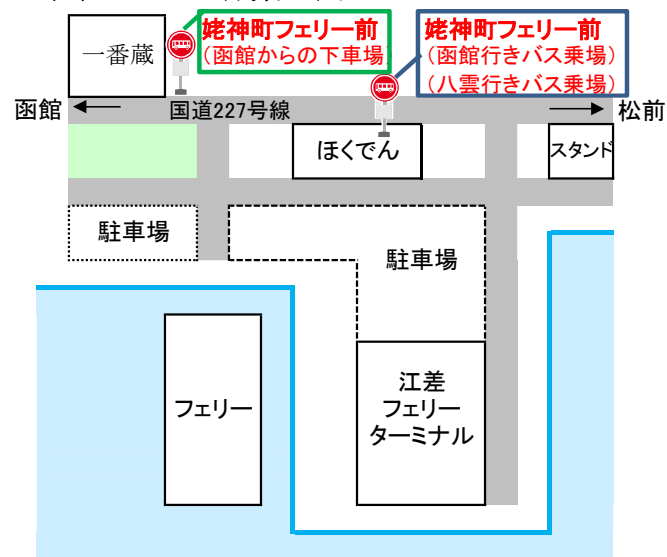 姥神町フェリー前
(函館からの下車場)
姥神町フェリー前
(函館行きバス乗場)
(八雲行きバス乗場)
一番蔵
函館
国道227号線
松前
ほくでん
スタンド
駐車場
駐車場
フェリー
江差
フェリー
ターミナル